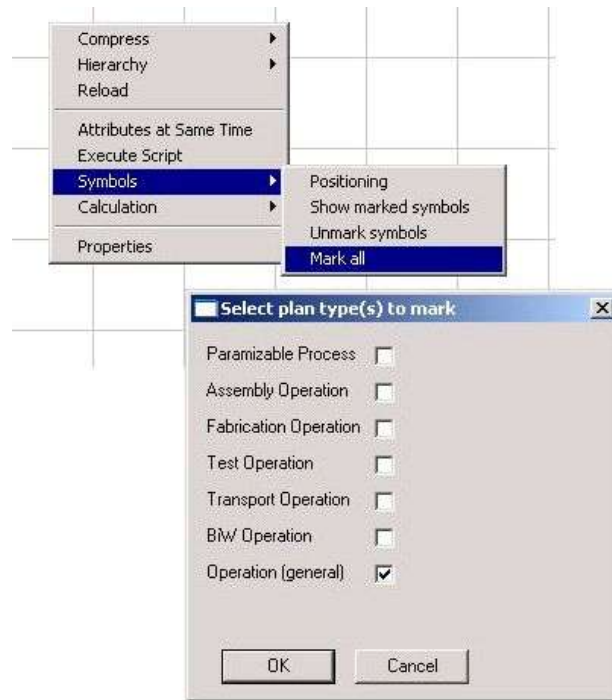 Compress
Hierarchy
Reload
Attributes at Same Time
Execute Script
Symbols
Calculation
Properties
Positioning
Show marked symbols
Unmark symbols
Mark all
Select plan type(s) to mark
Paramizable Process
Assembly Operation
Fabrication Operation
Test Operation
Transport Operation
BiW Operation
Operation (general)
OK Cancel